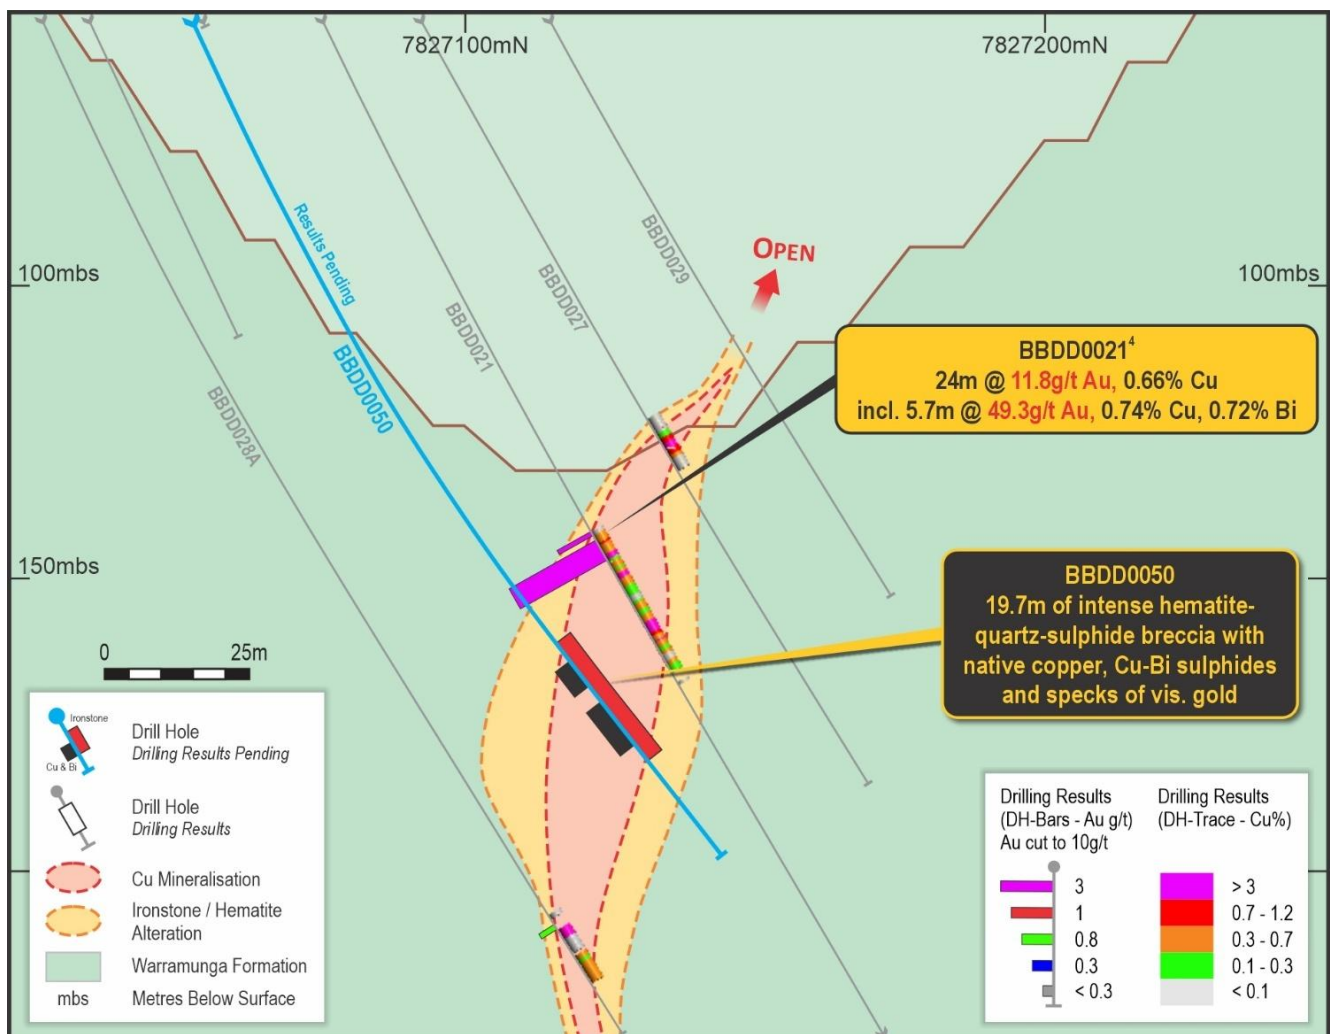 7827100mN
7827200mN
100mbs
100mbs
OPEN
Results Pending
BBDD0050
BBDD028A
BBDD021
BBDD027
BBDD029
BBDD0021⁴
24m @ 11.8g/t Au, 0.66% Cu
incl. 5.7m @ 49.3g/t Au, 0.74% Cu, 0.72% Bi
150mbs
BBDD0050
19.7m of intense hematite-
quartz-sulphide breccia with
native copper, Cu-Bi sulphides
and specks of vis. gold
0
25m
Ironstone
Cu & Bi
Drill Hole
Drilling Results Pending
Drill Hole
Drilling Results
Cu Mineralisation
Ironstone / Hematite
Alteration
Warramunga Formation
mbs
Metres Below Surface
Drilling Results
(DH-Bars - Au g/t)
Au cut to 10g/t
3
1
0.8
0.3
< 0.3
Drilling Results
(DH-Trace - Cu%)
> 3
0.7 - 1.2
0.3 - 0.7
0.1 - 0.3
< 0.1